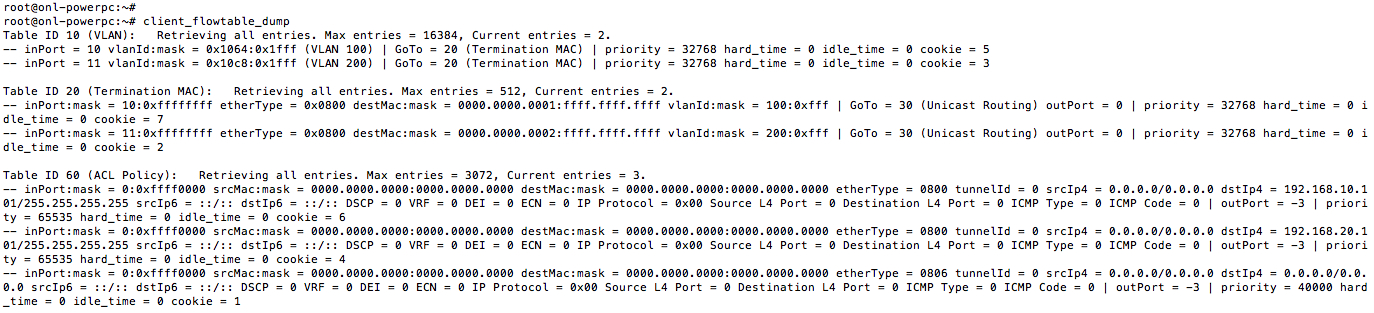 root@onl-powerpc:~#
root@onl-powerpc:~# client_flowtable_dump
Table ID 10 (VLAN):   Retrieving all entries. Max entries = 16384, Current entries = 2.
-- inPort = 10 vlanId:mask = 0x1064:0x1fff (VLAN 100) | GoTo = 20 (Termination MAC) | priority = 32768 hard_time = 0 idle_time = 0 cookie = 5
-- inPort = 11 vlanId:mask = 0x10c8:0x1fff (VLAN 200) | GoTo = 20 (Termination MAC) | priority = 32768 hard_time = 0 idle_time = 0 cookie = 3
Table ID 20 (Termination MAC):   Retrieving all entries. Max entries = 512, Current entries = 2.
-- inPort:mask = 10:0xffffffff etherType = 0x0800 destMac:mask = 0000.0000.0001:ffff.ffff.ffff vlanId:mask = 100:0xfff | GoTo = 30 (Unicast Routing) outPort = 0 | priority = 32768 hard_time = 0 i
dle_time = 0 cookie = 7
-- inPort:mask = 11:0xffffffff etherType = 0x0800 destMac:mask = 0000.0000.0002:ffff.ffff.ffff vlanId:mask = 200:0xfff | GoTo = 30 (Unicast Routing) outPort = 0 | priority = 32768 hard_time = 0 i
dle_time = 0 cookie = 2
Table ID 60 (ACL Policy):   Retrieving all entries. Max entries = 3072, Current entries = 3.
-- inPort:mask = 0:0xffff0000 srcMac:mask = 0000.0000.0000:0000.0000.0000 destMac:mask = 0000.0000.0000:0000.0000.0000 etherType = 0800 tunnelId = 0 srcIp4 = 0.0.0.0/0.0.0.0 dstIp4 = 192.168.10.1
01/255.255.255.255 srcIp6 = ::/:: dstIp6 = ::/:: DSCP = 0 VRF = 0 DEI = 0 ECN = 0 IP Protocol = 0x00 Source L4 Port = 0 Destination L4 Port = 0 ICMP Type = 0 ICMP Code = 0 | outPort = -3 | priori
ty = 65535 hard_time = 0 idle_time = 0 cookie = 6
-- inPort:mask = 0:0xffff0000 srcMac:mask = 0000.0000.0000:0000.0000.0000 destMac:mask = 0000.0000.0000:0000.0000.0000 etherType = 0800 tunnelId = 0 srcIp4 = 0.0.0.0/0.0.0.0 dstIp4 = 192.168.20.1
01/255.255.255.255 srcIp6 = ::/:: dstIp6 = ::/:: DSCP = 0 VRF = 0 DEI = 0 ECN = 0 IP Protocol = 0x00 Source L4 Port = 0 Destination L4 Port = 0 ICMP Type = 0 ICMP Code = 0 | outPort = -3 | priori
ty = 65535 hard_time = 0 idle_time = 0 cookie = 4
-- inPort:mask = 0:0xffff0000 srcMac:mask = 0000.0000.0000:0000.0000.0000 destMac:mask = 0000.0000.0000:0000.0000.0000 etherType = 0806 tunnelId = 0 srcIp4 = 0.0.0.0/0.0.0.0 dstIp4 = 0.0.0.0/0.0.
0.0 srcIp6 = ::/:: dstIp6 = ::/:: DSCP = 0 VRF = 0 DEI = 0 ECN = 0 IP Protocol = 0x00 Source L4 Port = 0 Destination L4 Port = 0 ICMP Type = 0 ICMP Code = 0 | outPort = -3 | priority = 40000 hard
_time = 0 idle_time = 0 cookie = 1